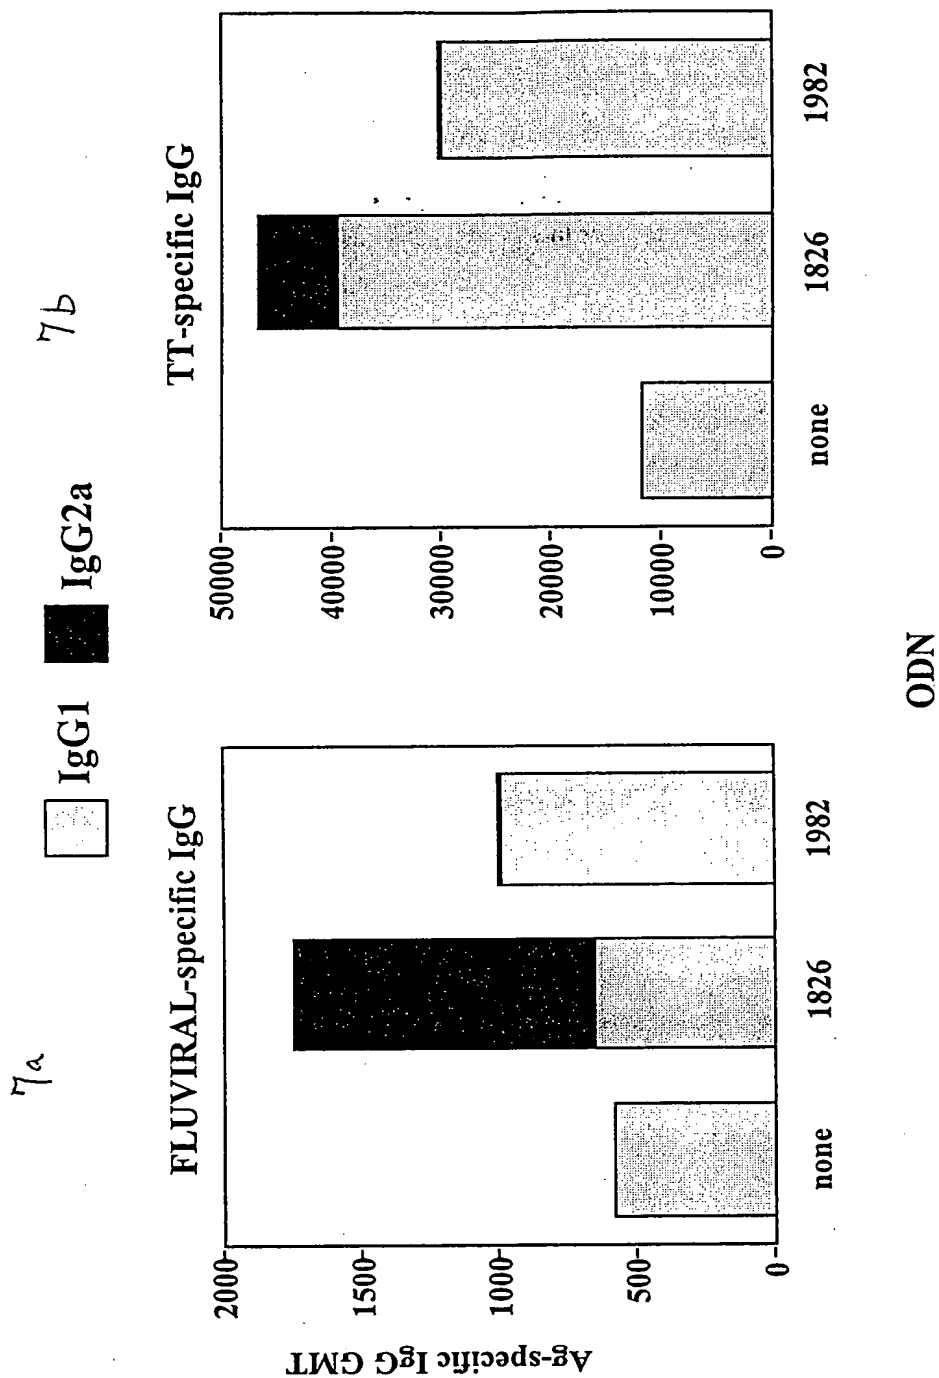 7a
7b
IgG1
IgG2a
FLUVIRAL-specific IgG
Ag-specific IgG GMT
2000
1500
1000
500
0
none
1826
1982
TT-specific IgG
50000
40000
30000
20000
10000
0
none
1826
1982
ODN